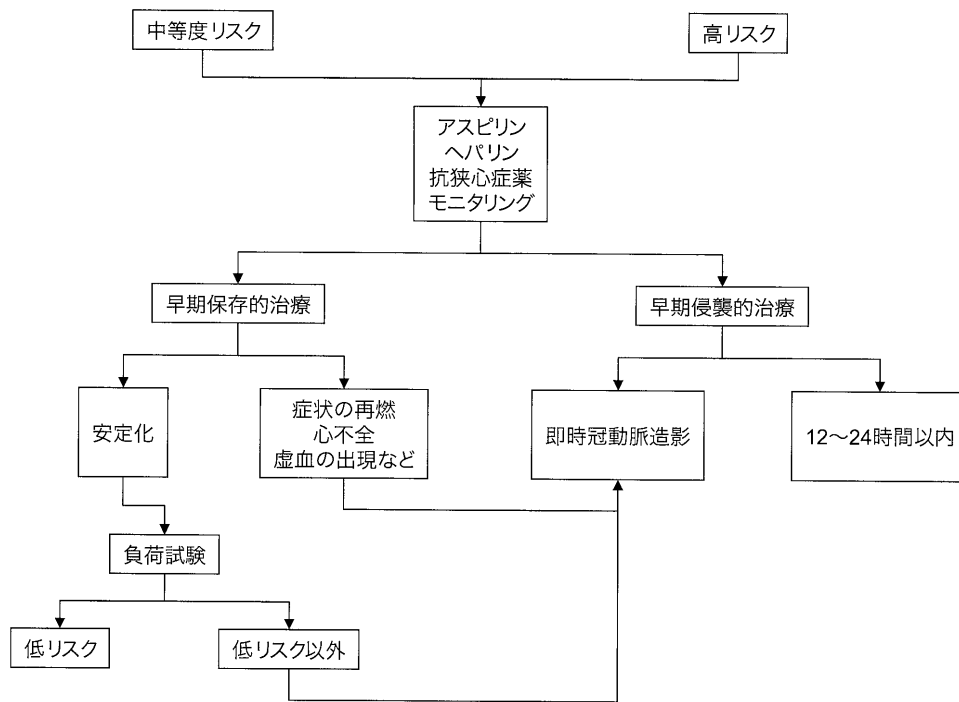 中等度リスク
高リスク
アスピリン
ヘパリン
抗狭心症薬
モニタリング
早期保存的治療
早期侵襲的治療
安定化
症状の再燃
心不全
虚血の出現など
即時冠動脈造影
12〜24時間以内
負荷試験
低リスク
低リスク以外